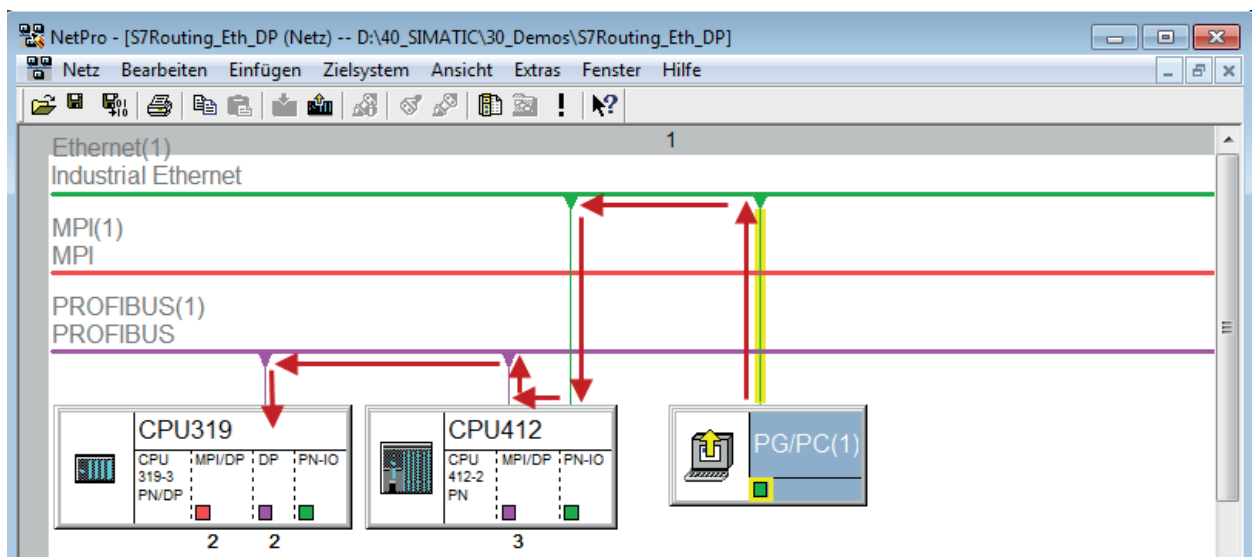 NetPro - [S7Routing_Eth_DP (Netz) -- D:\40_SIMATIC\30_Demos\S7Routing_Eth_DP]
Netz Bearbeiten Einfügen Zielsystem Ansicht Extras Fenster Hilfe
1
Ethernet(1)
Industrial Ethernet
MPI(1)
MPI
PROFIBUS(1)
PROFIBUS
CPU319
CPU 319-3 PN/DP
MPI/DP
DP
PN-IO
2
2
CPU412
CPU 412-2 PN
MPI/DP
PN-IO
3
PG/PC(1)